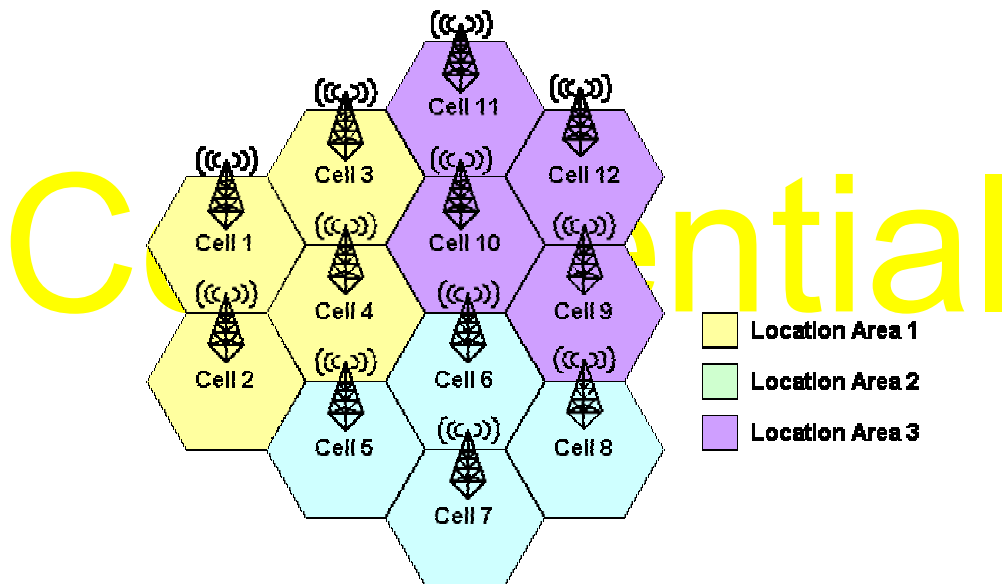 Cell 11
Cell 3
Cell 12
Cell 1
Cell 10
Cell 4
Cell 9
Location Area 1
Cell 2
Cell 6
Location Area 2
Cell 5
Cell 8
Location Area 3
Cell 7